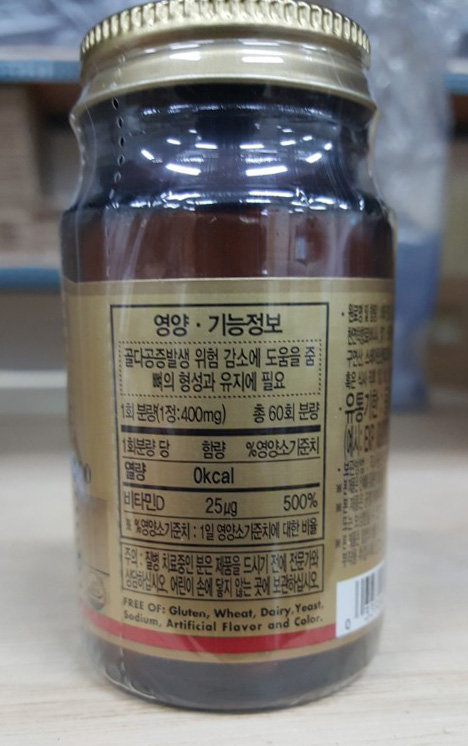 영양 · 기능정보
골다공증발생 위험 감소에 도움을 줌
뼈의 형성과 유지에 필요
1회 분량(1정:400mg) 총 60회 분량
1회분량 당 함량 %영양소기준치
열량 0kcal
비타민D 25µg 500%
※ %영양소기준치 : 1일 영양소기준치에 대한 비율
주의 : 질병 치료중인 분은 제품을 드시기 전에 전문가와
상담하십시오. 어린이 손에 닿지 않는 곳에 보관하십시오.
FREE OF: Gluten, Wheat, Dairy, Yeast,
Sodium, Artificial Flavor and Color.
유통기한
0